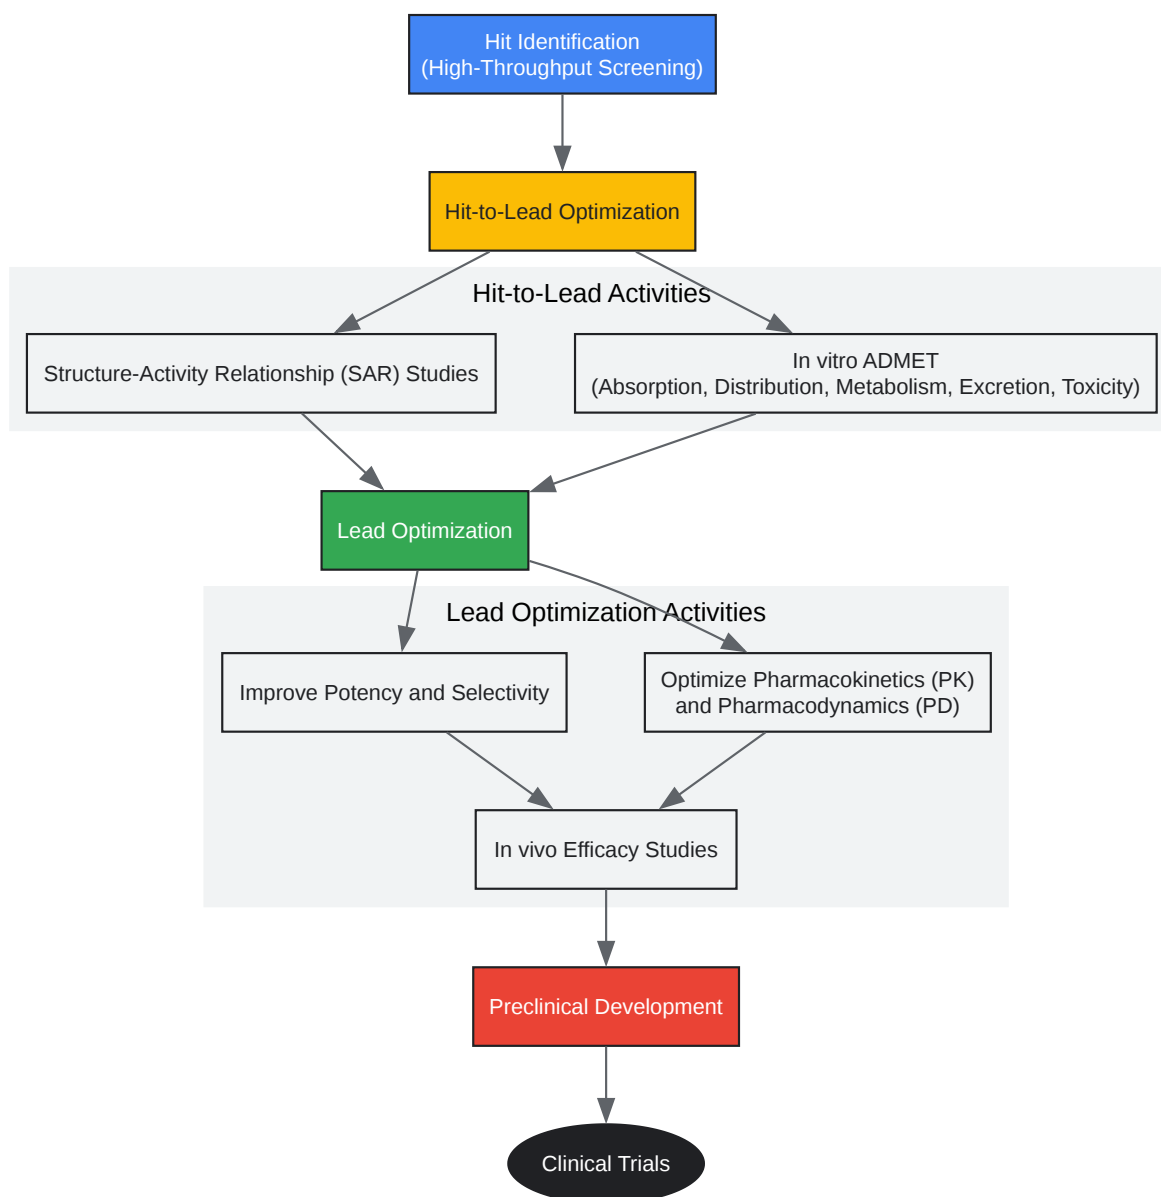 Hit Identification
(High-Throughput Screening)
Hit-to-Lead Optimization
Hit-to-Lead Activities
Structure-Activity Relationship (SAR) Studies
In vitro ADMET
(Absorption, Distribution, Metabolism, Excretion, Toxicity)
Lead Optimization
Lead Optimization Activities
Improve Potency and Selectivity
Optimize Pharmacokinetics (PK)
and Pharmacodynamics (PD)
In vivo Efficacy Studies
Preclinical Development
Clinical Trials